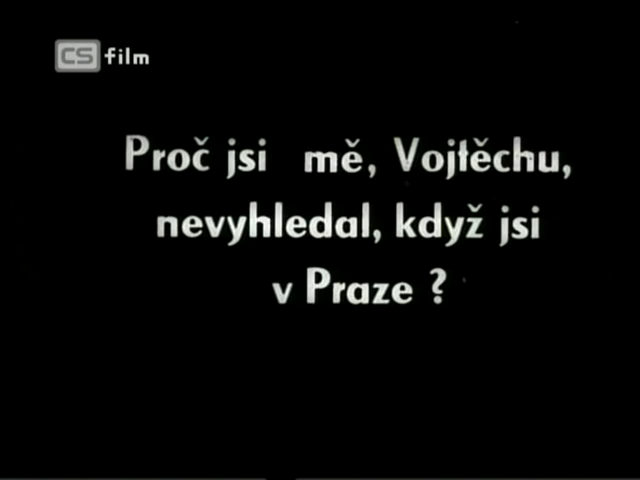 CS film
Proč jsi mě, Vojtěchu,
nevyhledal, když jsi
v Praze ?